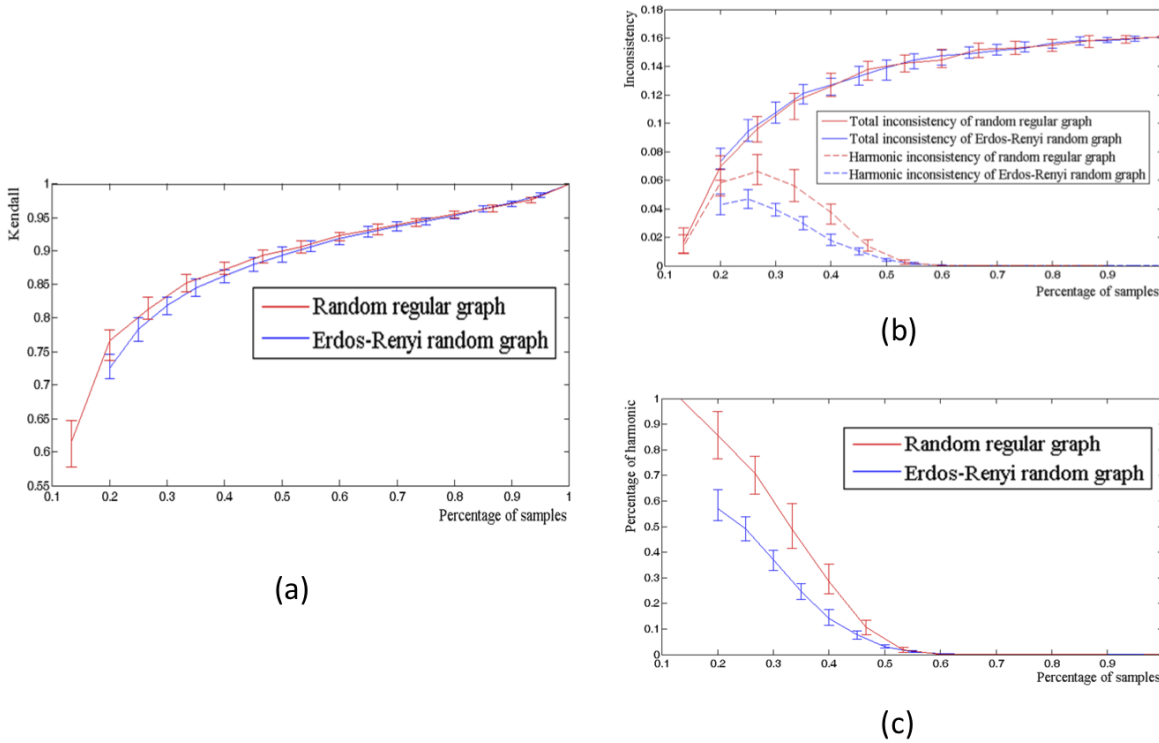 Kendall
1
0.95
0.9
0.85
0.8
0.75
0.7
0.65
0.6
0.55
0.1 0.2 0.3 0.4 0.5 0.6 0.7 0.8 0.9 1
Percentage of samples
Random regular graph
Erdos-Renyi random graph
(a)
Inconsistency
0.18
0.16
0.14
0.12
0.1
0.08
0.06
0.04
0.02
0
0.1 0.2 0.3 0.4 0.5 0.6 0.7 0.8 0.9
Percentage of samples
Total inconsistency of random regular graph
Total inconsistency of Erdos-Renyi random graph
Harmonic inconsistency of random regular graph
Harmonic inconsistency of Erdos-Renyi random graph
(b)
Percentage of harmonic
1
0.9
0.8
0.7
0.6
0.5
0.4
0.3
0.2
0.1
0
0.1 0.2 0.3 0.4 0.5 0.6 0.7 0.8 0.9
Percentage of samples
Random regular graph
Erdos-Renyi random graph
(c)